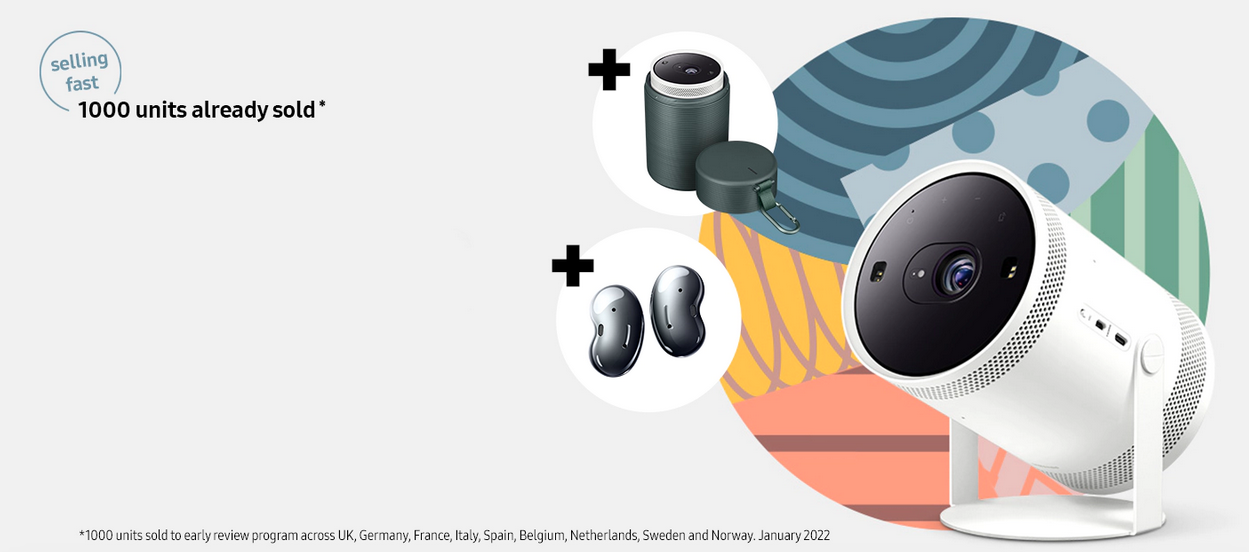 selling
fast
1000 units already sold*
*1000 units sold to early review program across UK, Germany, France, Italy, Spain, Belgium, Netherlands, Sweden and Norway. January 2022